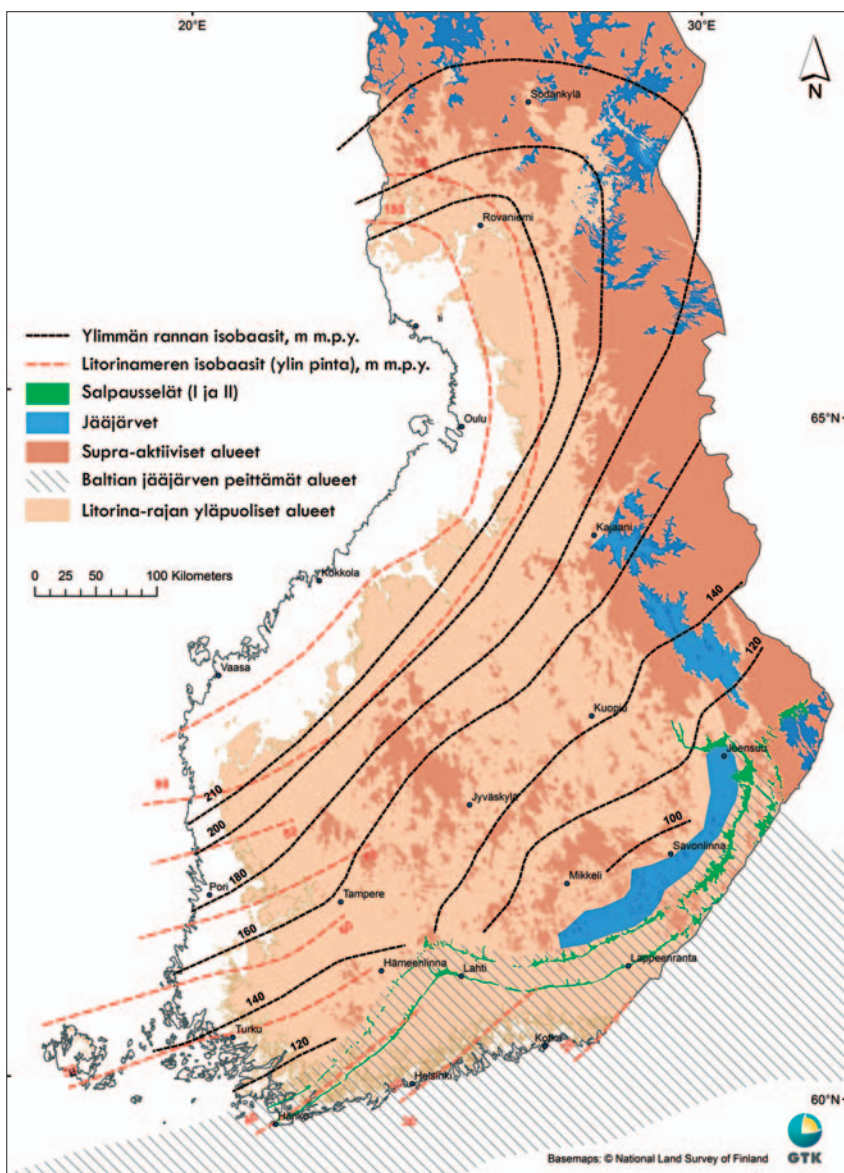 20°E
30°E
N
Sodankylä
Rovaniemi
Ii
Ylimmän rannan isobaasit, m m.p.y.
Litorinameren isobaasit (ylin pinta), m m.p.y.
Salpausselät (I ja II)
Jääjärvet
Supra-aktiiviset alueet
Baltian jääjärven peittämät alueet
Litorina-rajan yläpuoliset alueet
Oulu
65°N
0 25 50 100 Kilometers
Kajaani
Kokkola
140
Vaasa
120
Kuopio
Joensuu
210
Jyväskylä
200
100
Savonlinna
180
Pori
Mikkeli
Tampere
160
Hämeenlinna
Lahti
Lappeenranta
140
Turku
120
Kotka
Helsinki
Hanko
60°N
Basemaps: © National Land Survey of Finland
GTK